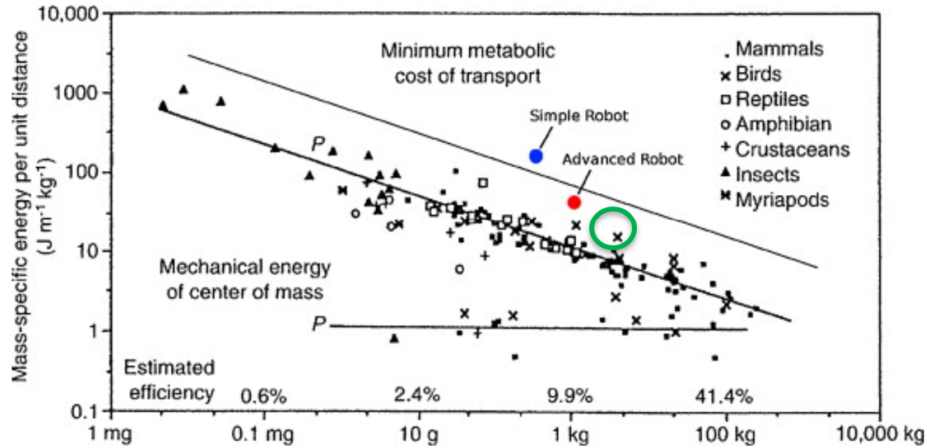 10,000
1000
100
10
1
0.1
Mass-specific energy per unit distance
(J m-1 kg-1)
Minimum metabolic
cost of transport
Simple Robot
Advanced Robot
Mammals
Birds
Reptiles
Amphibian
Crustaceans
Insects
Myriapods
P
Mechanical energy
of center of mass
P
Estimated
efficiency
0.6%
2.4%
9.9%
41.4%
1 mg
0.1 mg
10 g
1 kg
100 kg
10,000 kg